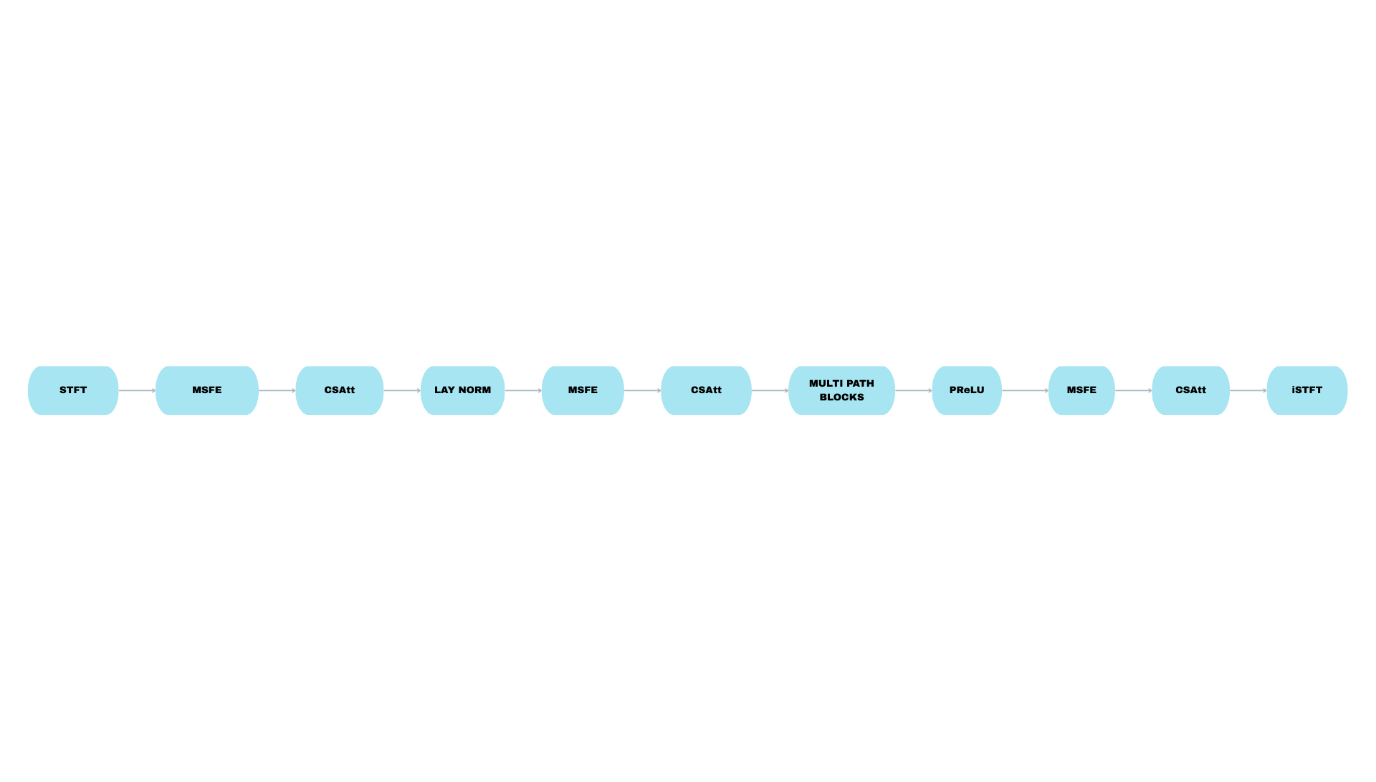 STFT
MSFE
CSAtt
LAY NORM
MSFE
CSAtt
MULTI PATH
BLOCKS
PReLU
MSFE
CSAtt
iSTFT